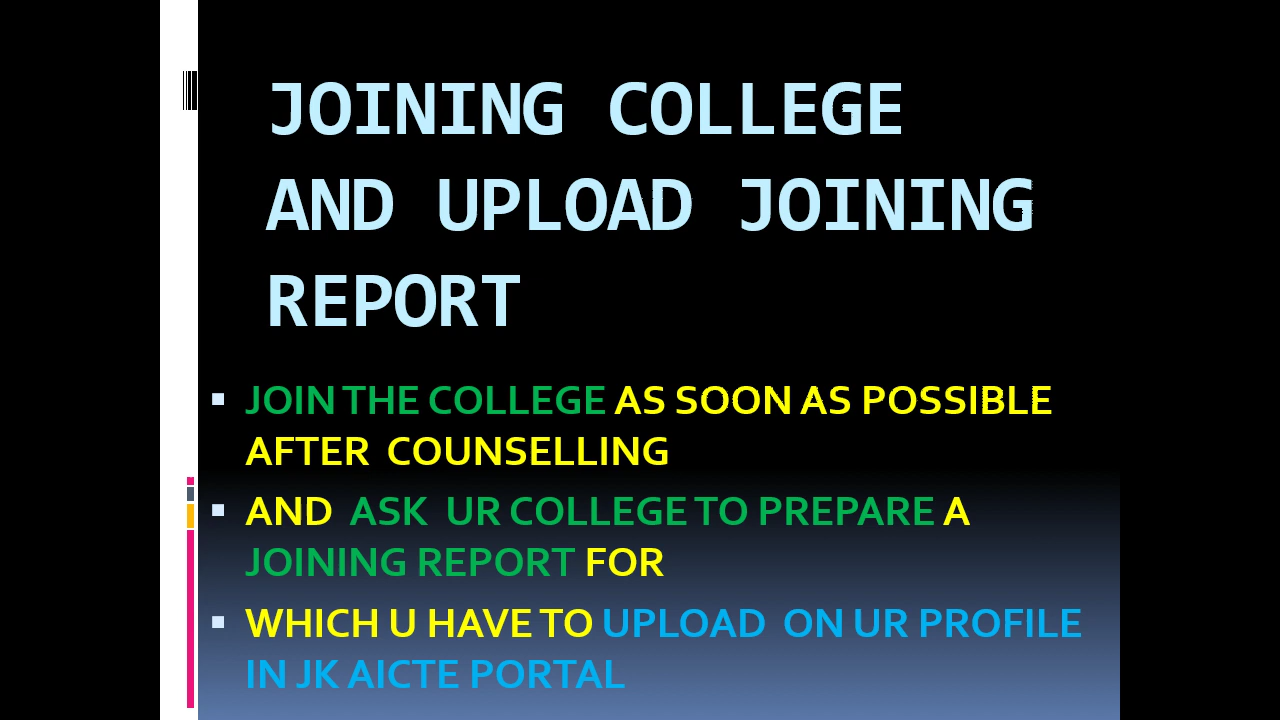 JOINING COLLEGE
AND UPLOAD JOINING
REPORT
JOIN THE COLLEGE AS SOON AS POSSIBLE
AFTER COUNSELLING
AND ASK UR COLLEGE TO PREPARE A
JOINING REPORT FOR
WHICH U HAVE TO UPLOAD ON UR PROFILE
IN JK AICTE PORTAL